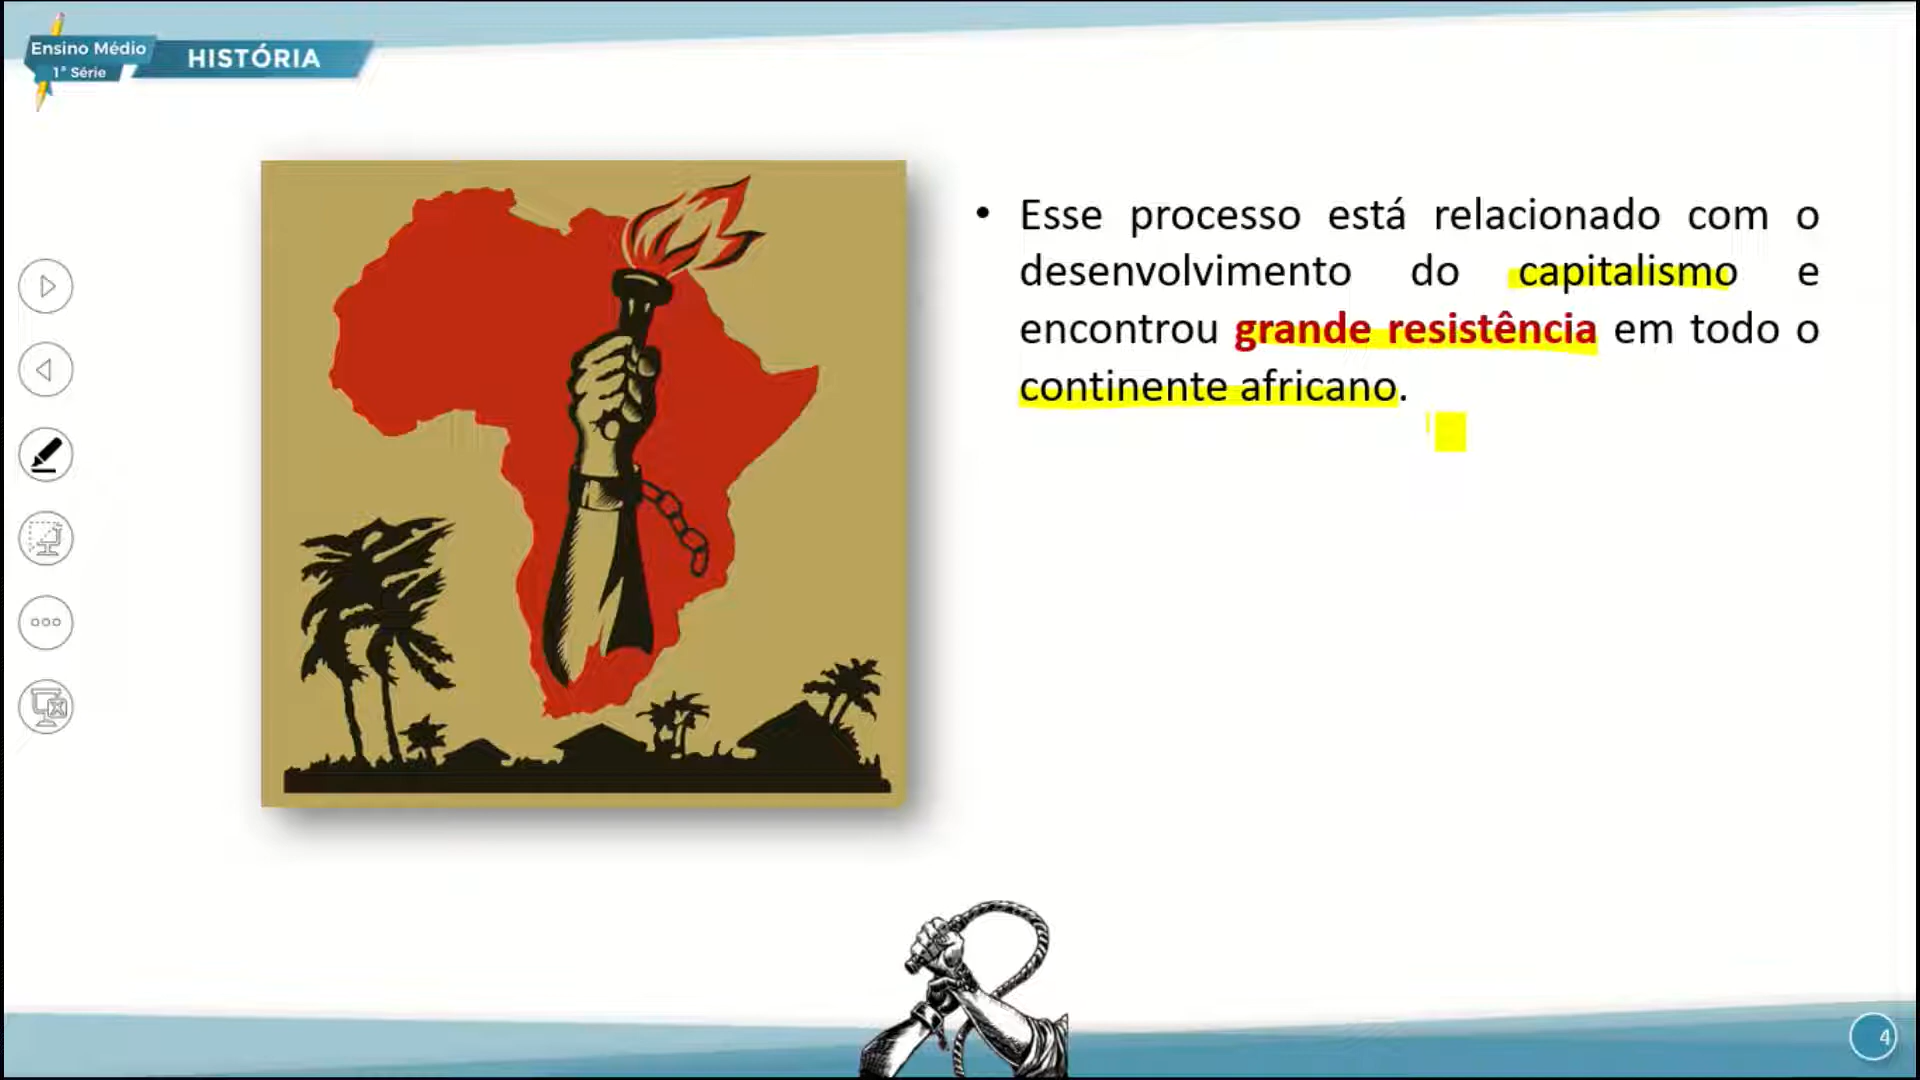 Ensino Médio
1ª Série
HISTÓRIA
• Esse processo está relacionado com o
desenvolvimento do capitalismo e
encontrou grande resistência em todo o
continente africano.
4